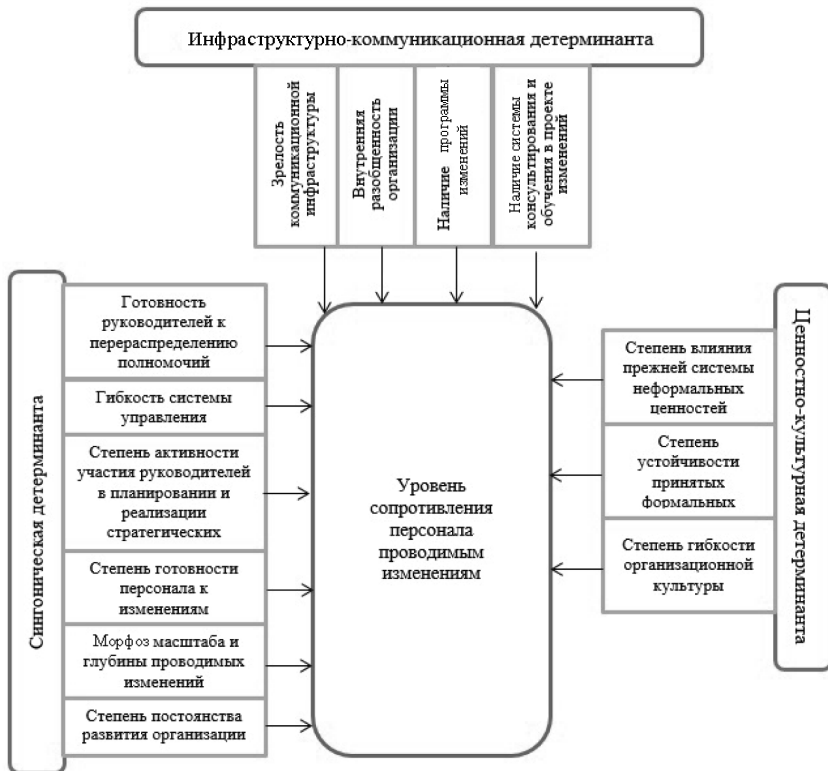 Инфраструктурно-коммуникационная детерминанта
Зрелость
коммуникационной
инфраструктуры
Внутренняя
разобщенность
организации
Наличие программы
изменений
Наличие системы
консультирования и
обучения в проекте
изменений
Сингоническая детерминанта
Готовность
руководителей к
перераспределению
полномочий
Гибкость системы
управления
Степень активности
участия руководителей
в планировании и
реализации
стратегических
Степень готовности
персонала к
изменениям
Морфоз масштаба и
глубины проводимых
изменений
Степень постоянства
развития организации
Уровень
сопротивления
персонала
проводимым
изменениям
Степень влияния
прежней системы
неформальных
ценностей
Степень
устойчивости
принятых
формальных
Степень гибкости
организационной
культуры
Ценностно-культурная детерминанта